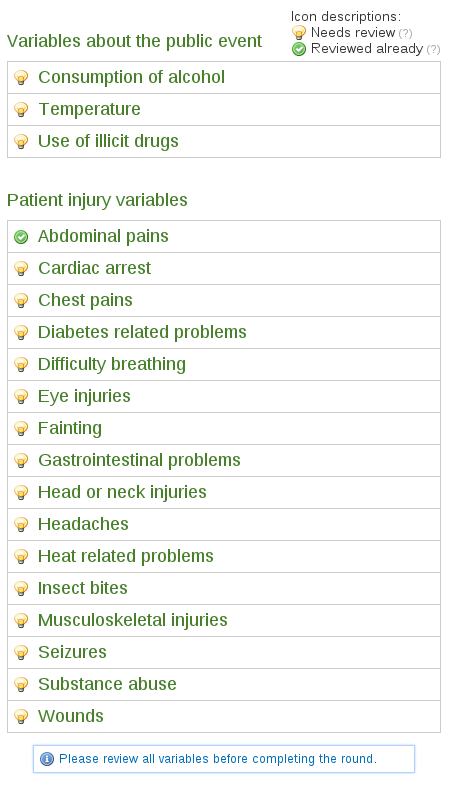 Icon descriptions:
Needs review (?)
Reviewed already (?)
Variables about the public event
Consumption of alcohol
Temperature
Use of illicit drugs
Patient injury variables
Abdominal pains
Cardiac arrest
Chest pains
Diabetes related problems
Difficulty breathing
Eye injuries
Fainting
Gastrointestinal problems
Head or neck injuries
Headaches
Heat related problems
Insect bites
Musculoskeletal injuries
Seizures
Substance abuse
Wounds
Please review all variables before completing the round.